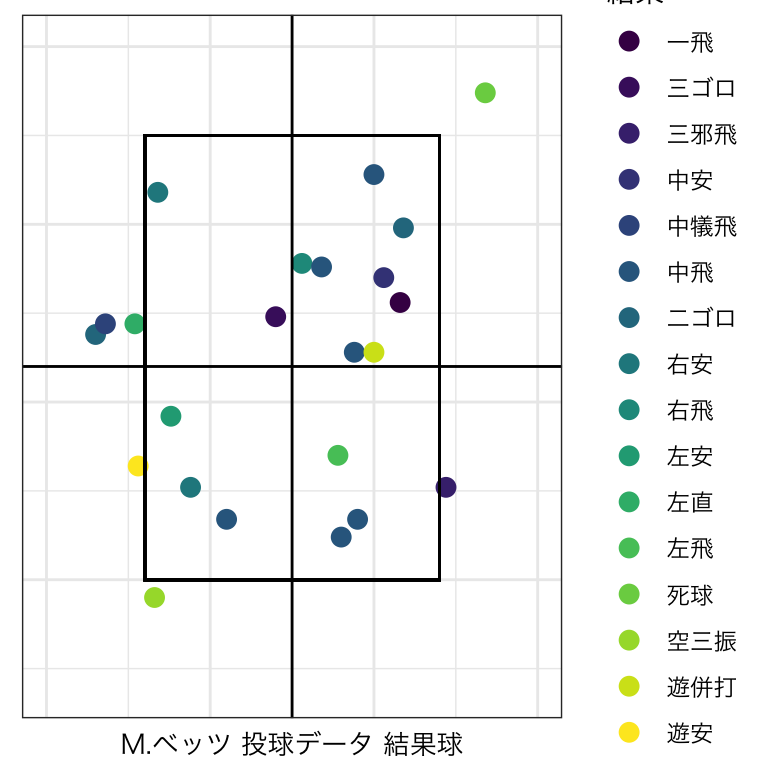 結果
一飛
三ゴロ
三邪飛
中安
中犠飛
中飛
二ゴロ
右安
右飛
左安
左直
左飛
死球
空三振
遊併打
遊安
M.ベッツ 投球データ 結果球